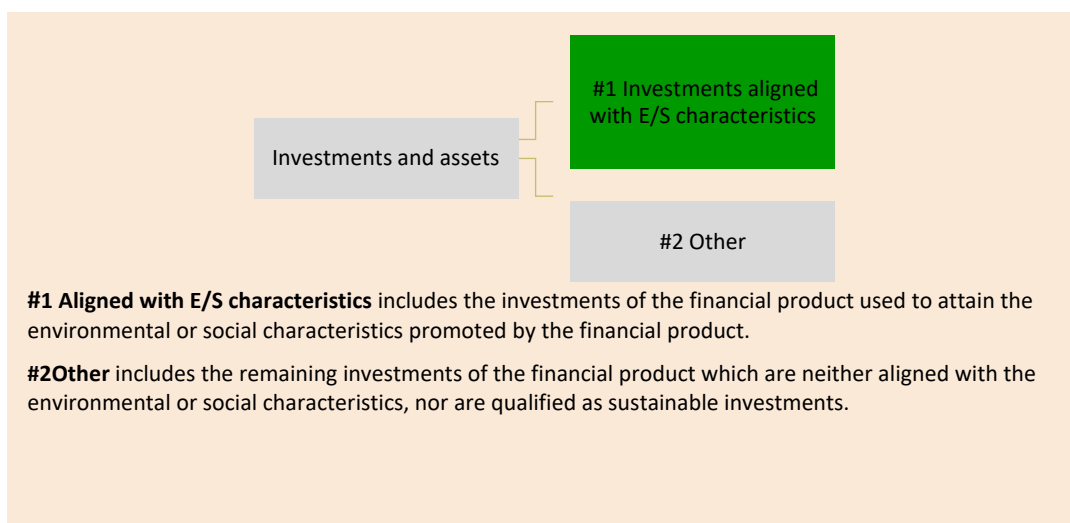 #1 Investments aligned
with E/S characteristics
Investments and assets
#2 Other
#1 Aligned with E/S characteristics includes the investments of the financial product used to attain the
environmental or social characteristics promoted by the financial product.
#2Other includes the remaining investments of the financial product which are neither aligned with the
environmental or social characteristics, nor are qualified as sustainable investments.